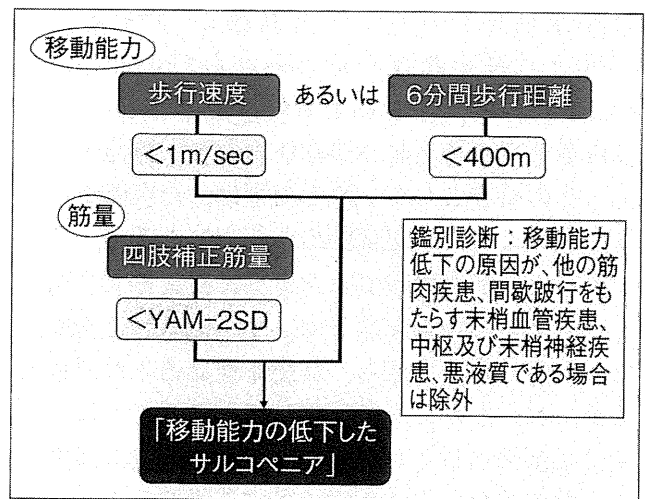 移動能力
歩行速度 あるいは 6分間歩行距離
<1m/sec <400m
筋量
四肢補正筋量
<YAM-2SD
鑑別診断：移動能力
低下の原因が、他の筋
肉疾患、間歇跛行をも
たらす末梢血管疾患、
中枢及び末梢神経疾
患、悪液質である場合
は除外
「移動能力の低下した
サルコペニア」